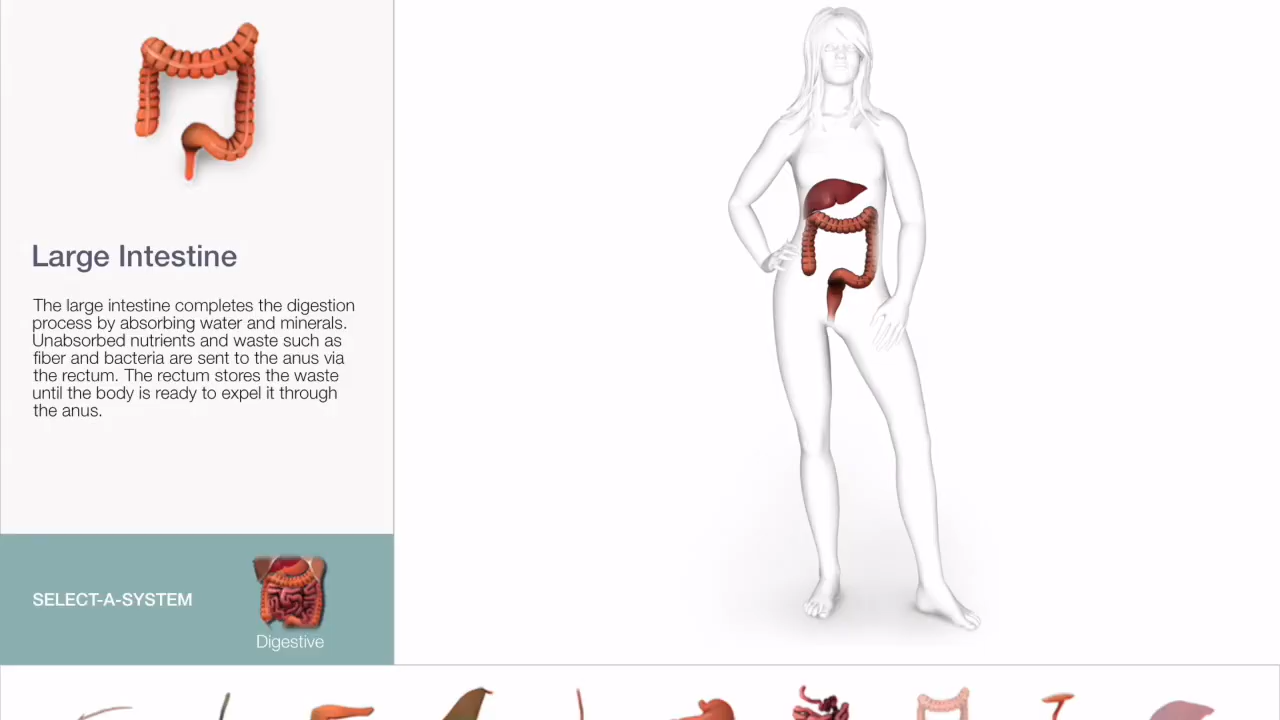 Large Intestine
The large intestine completes the digestion
process by absorbing water and minerals.
Unabsorbed nutrients and waste such as
fiber and bacteria are sent to the anus via
the rectum. The rectum stores the waste
until the body is ready to expel it through
the anus.
SELECT-A-SYSTEM
Digestive